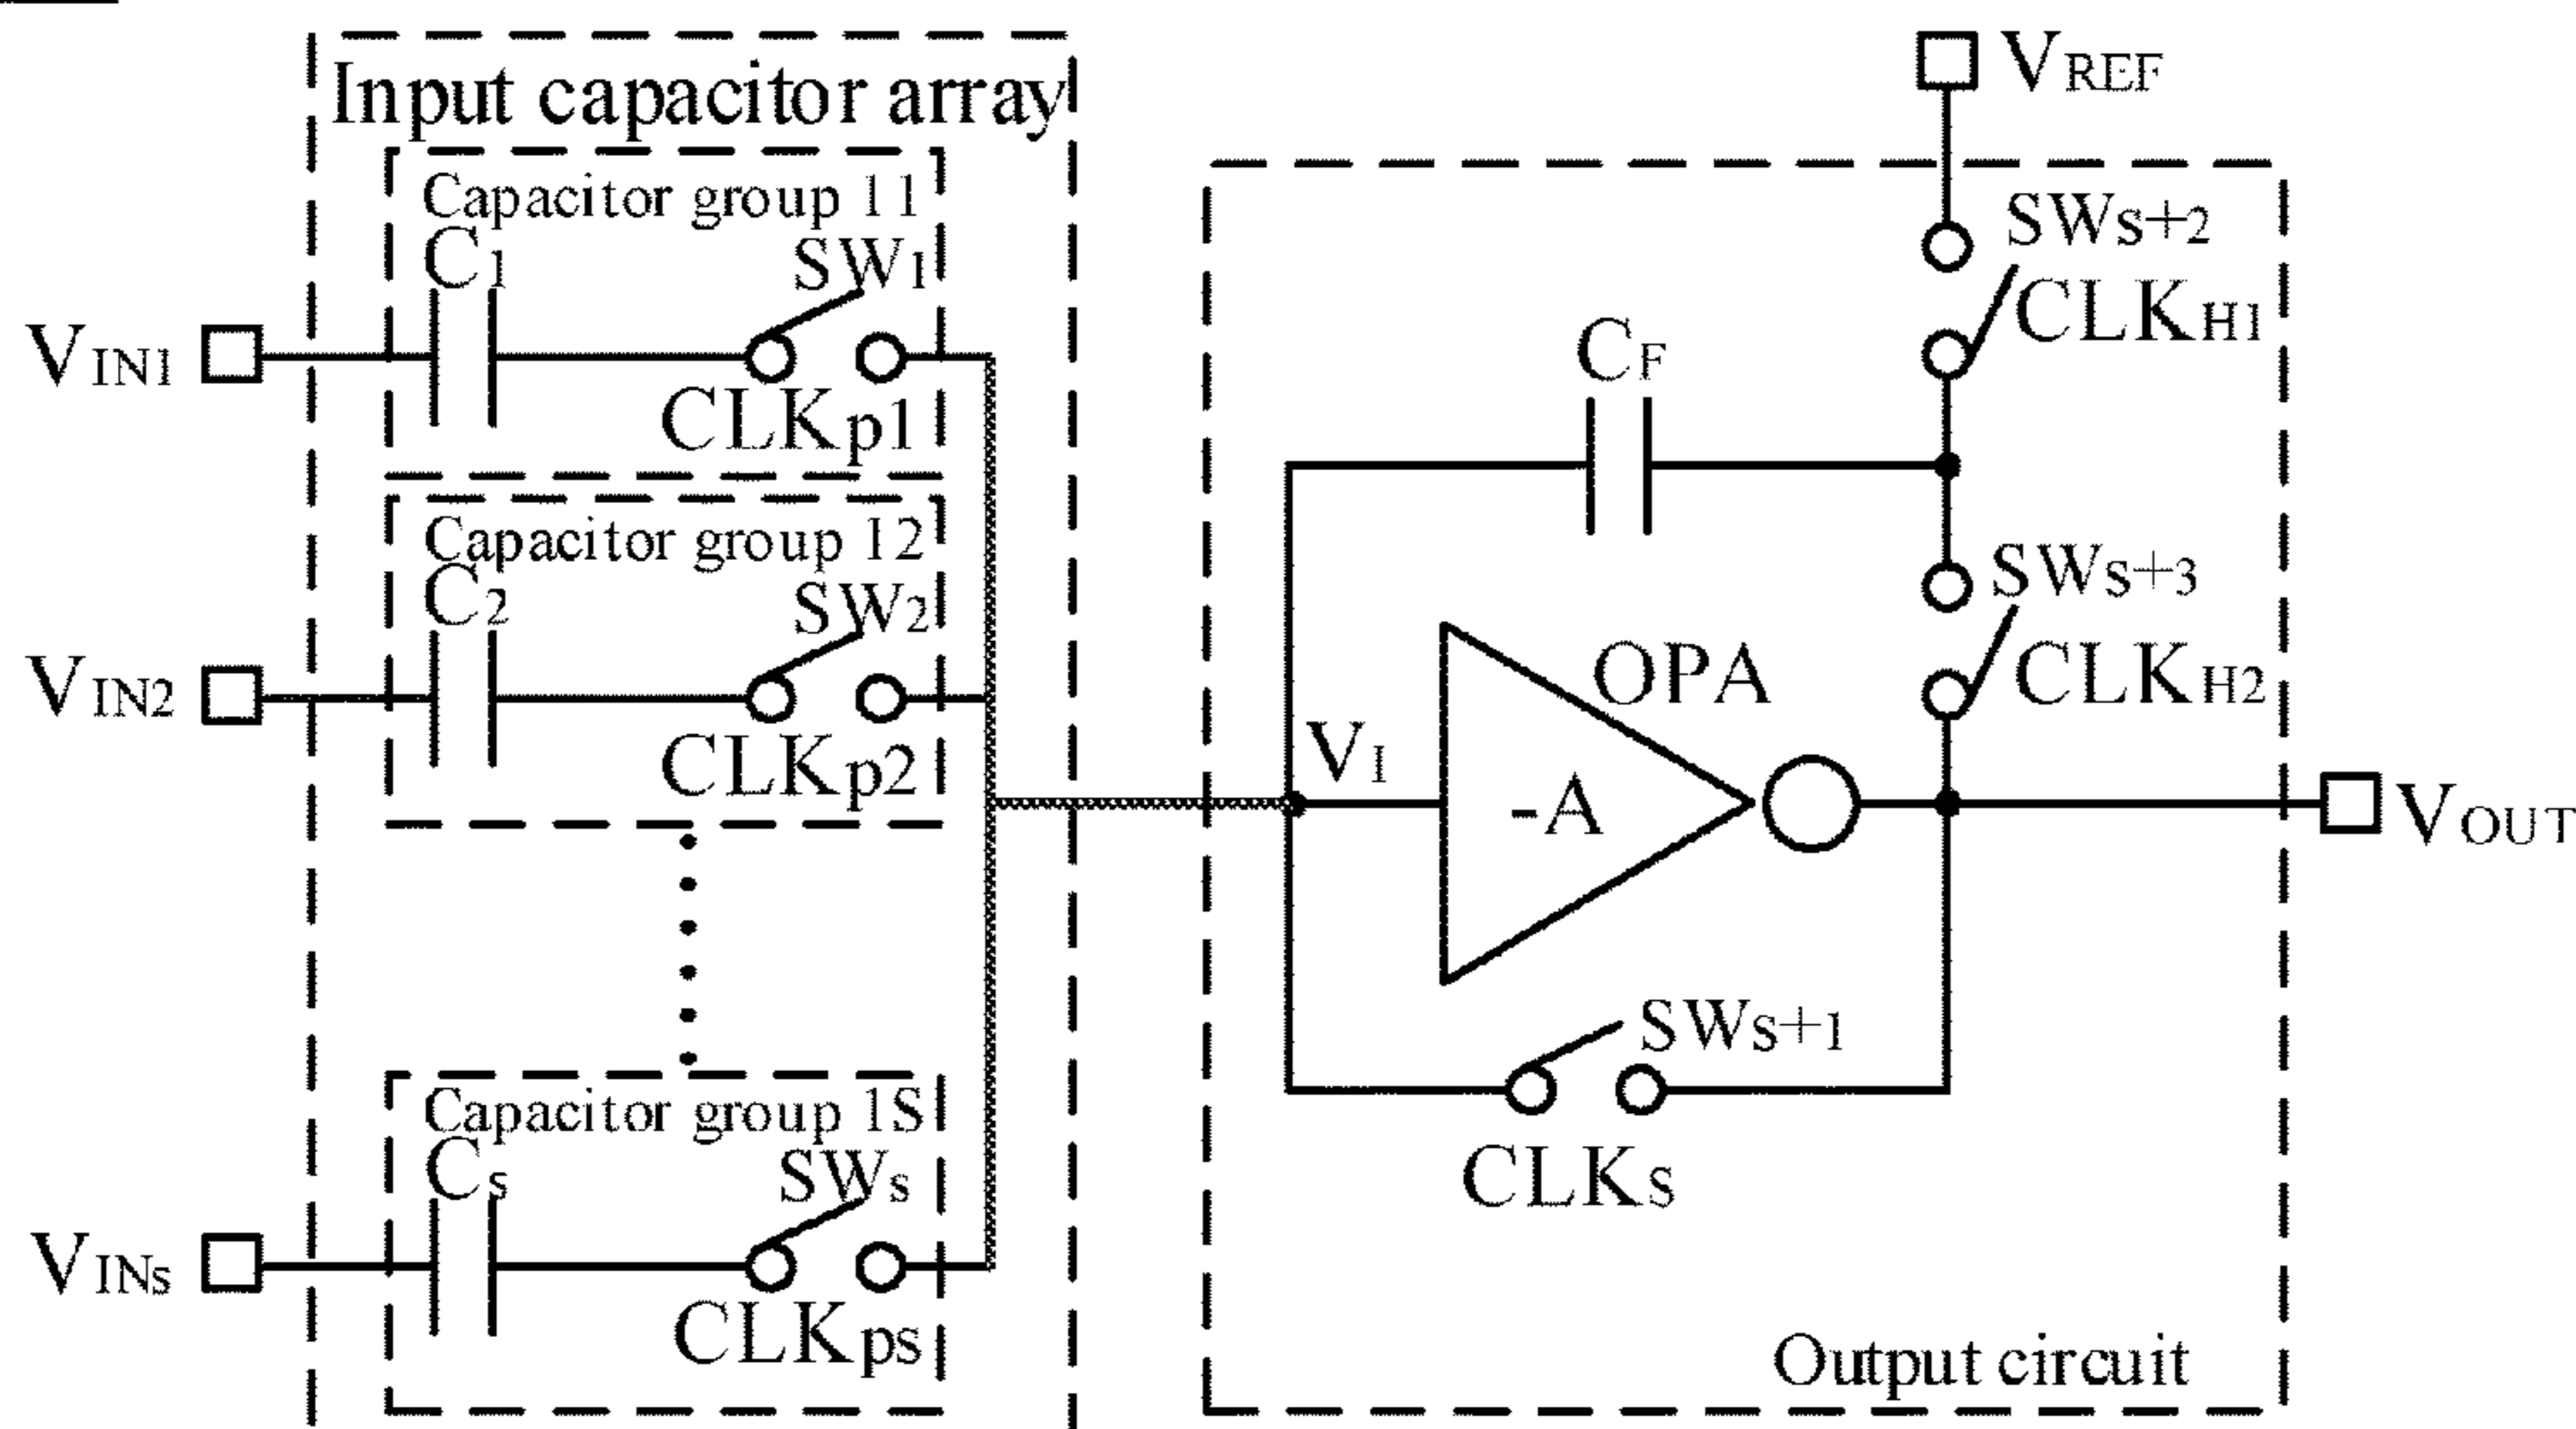 Input capacitor array
Capacitor group 11
C1
SW1
VIN1
CLKp1
Capacitor group 12
C2
SW2
VIN2
CLKp2
Capacitor group 1S
Cs
SWs
VINs
CLKps
VREF
SWs+2
CLKH1
CF
SWs+3
CLKH2
OPA
VI
-A
VOUT
SWs+1
CLKS
Output circuit